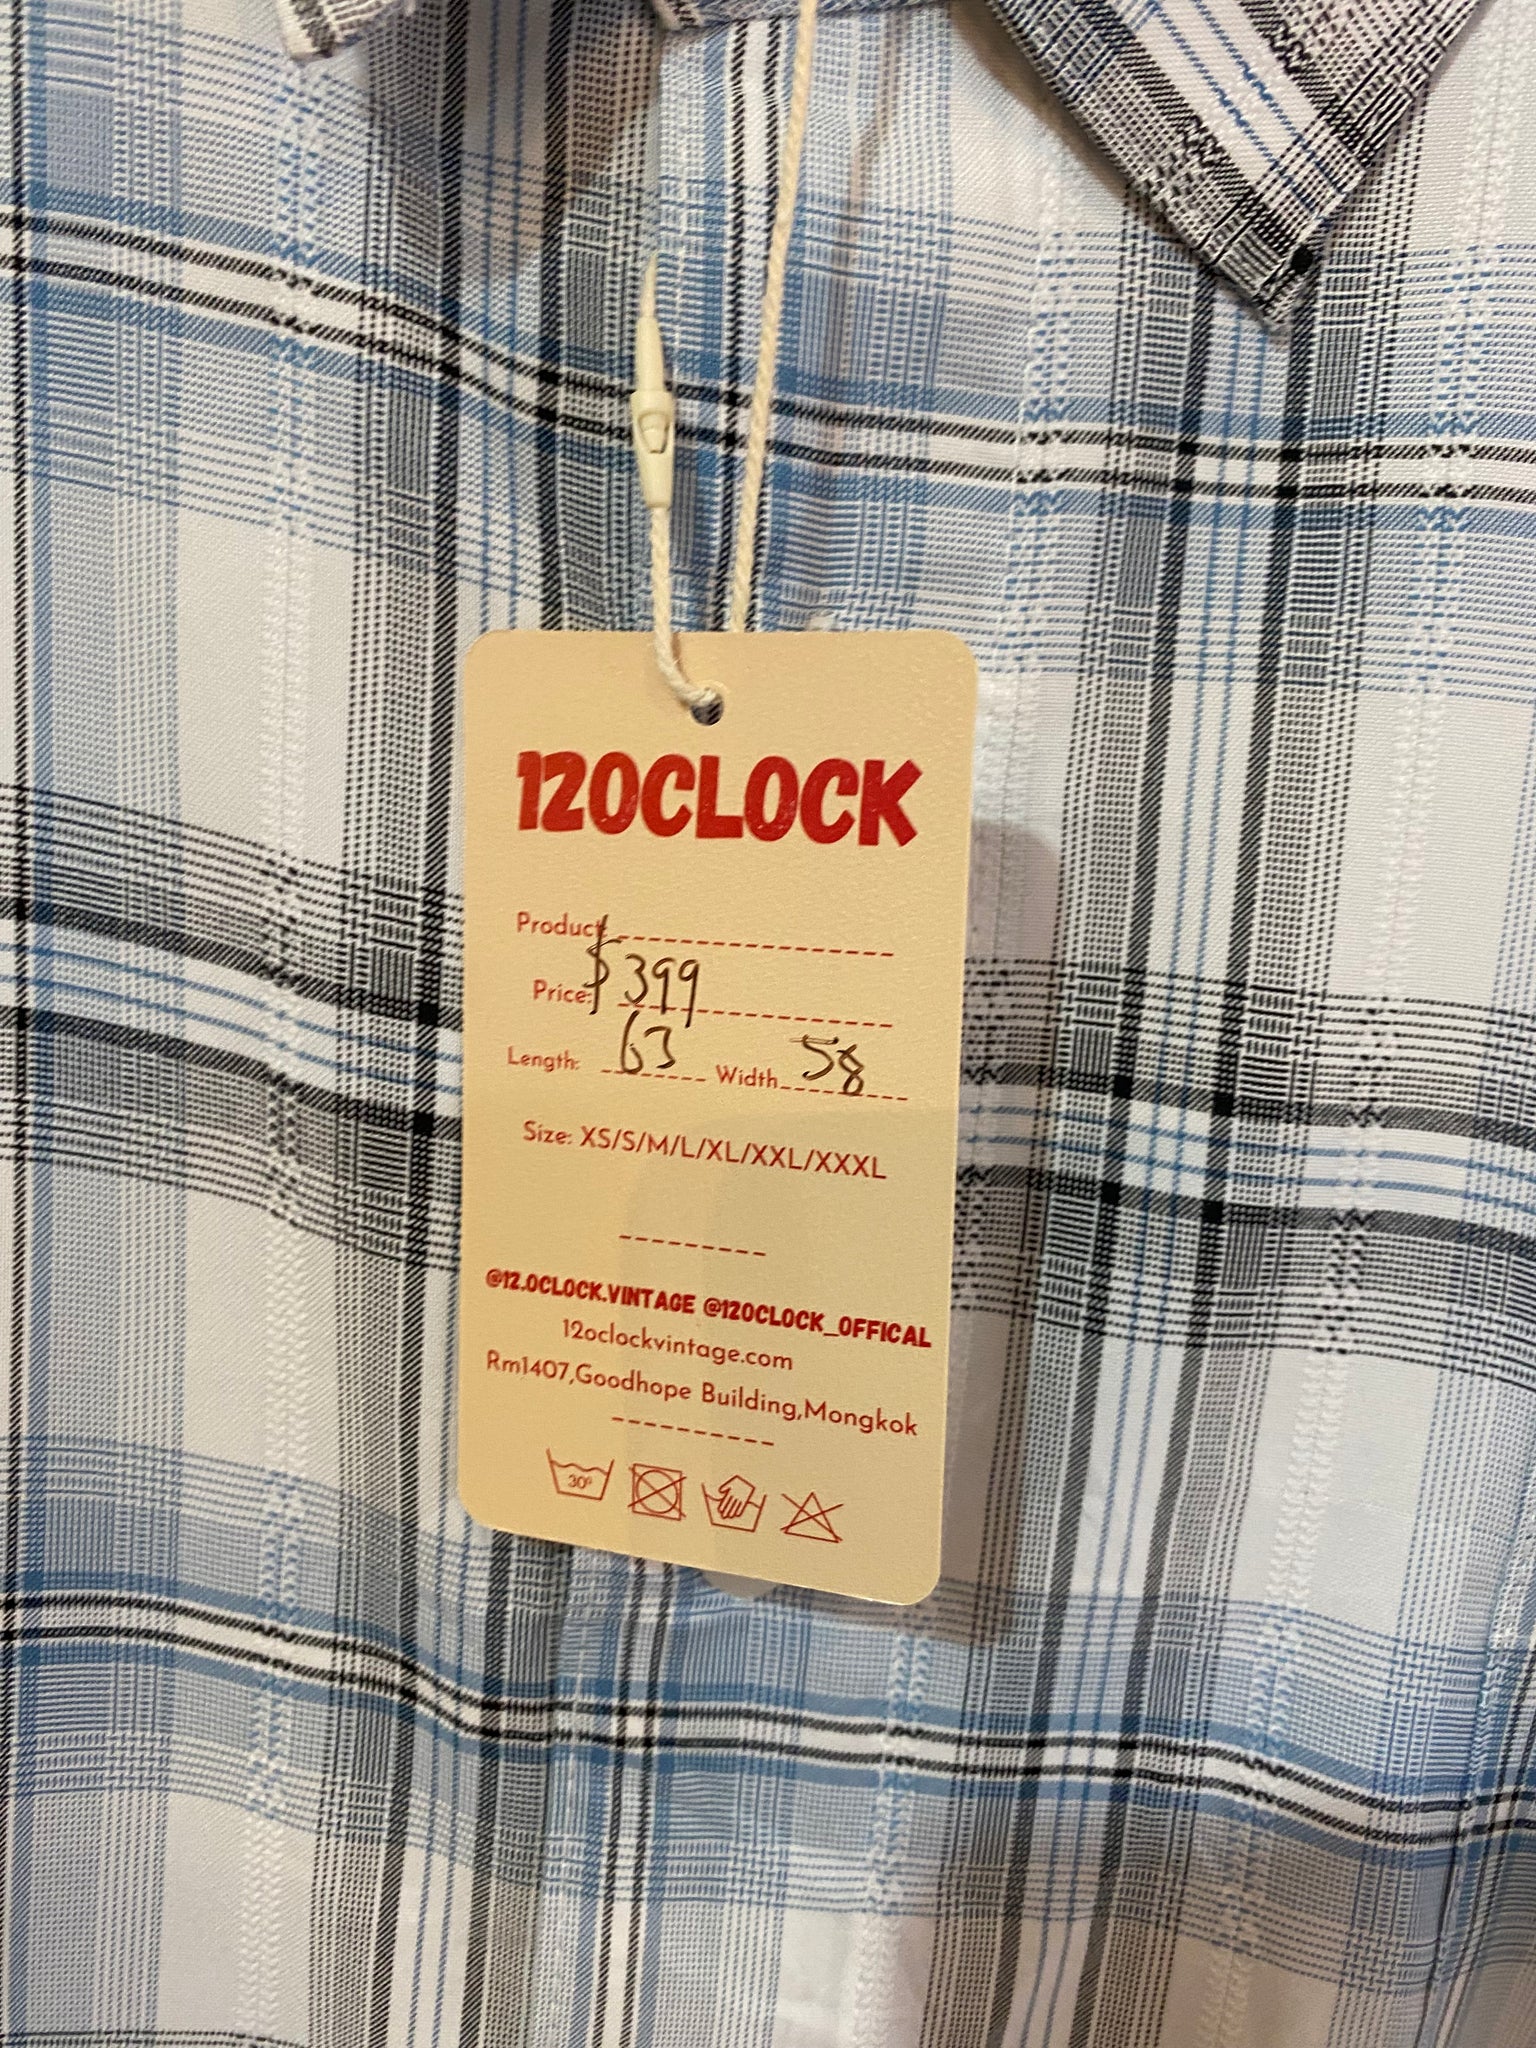 12OCLOCK
Product:
Price: $399
Length: 63 Width 58
Size: XS/S/M/L/XL/XXL/XXXL
@12.OCLOCK.VINTAGE @12OCLOCK_OFFICAL
12oclockvintage.com
Rm1407,Goodhope Building,Mongkok
30°